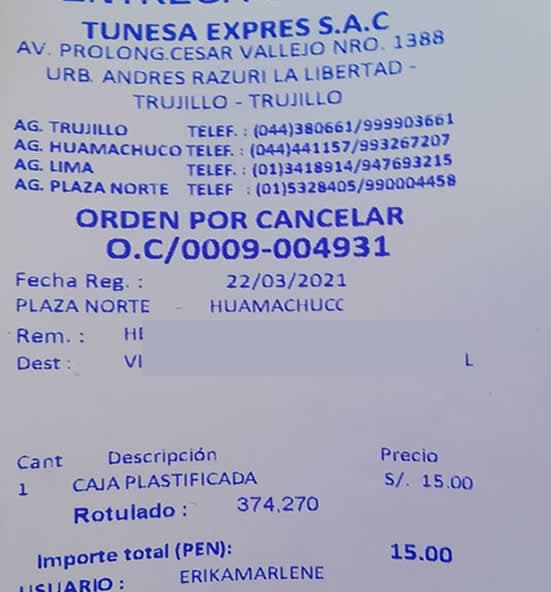 TUNESA EXPRES S.A.C
AV. PROLONG.CESAR VALLEJO NRO. 1388
URB. ANDRES RAZURI LA LIBERTAD -
TRUJILLO - TRUJILLO
AG. TRUJILLO TELEF. : (044)380661/999903661
AG. HUAMACHUCO TELEF. : (044)441157/993267207
AG. LIMA TELEF. : (01)3418914/947693215
AG. PLAZA NORTE TELEF : (01)5328405/990004458
ORDEN POR CANCELAR
O.C/0009-004931
Fecha Reg. : 22/03/2021
PLAZA NORTE - HUAMACHUCO
Rem. :
Dest : L
Cant Descripción Precio
1 CAJA PLASTIFICADA S/. 15.00
Rotulado : 374,270
Importe total (PEN): 15.00
USUARIO : ERIKAMARLENE